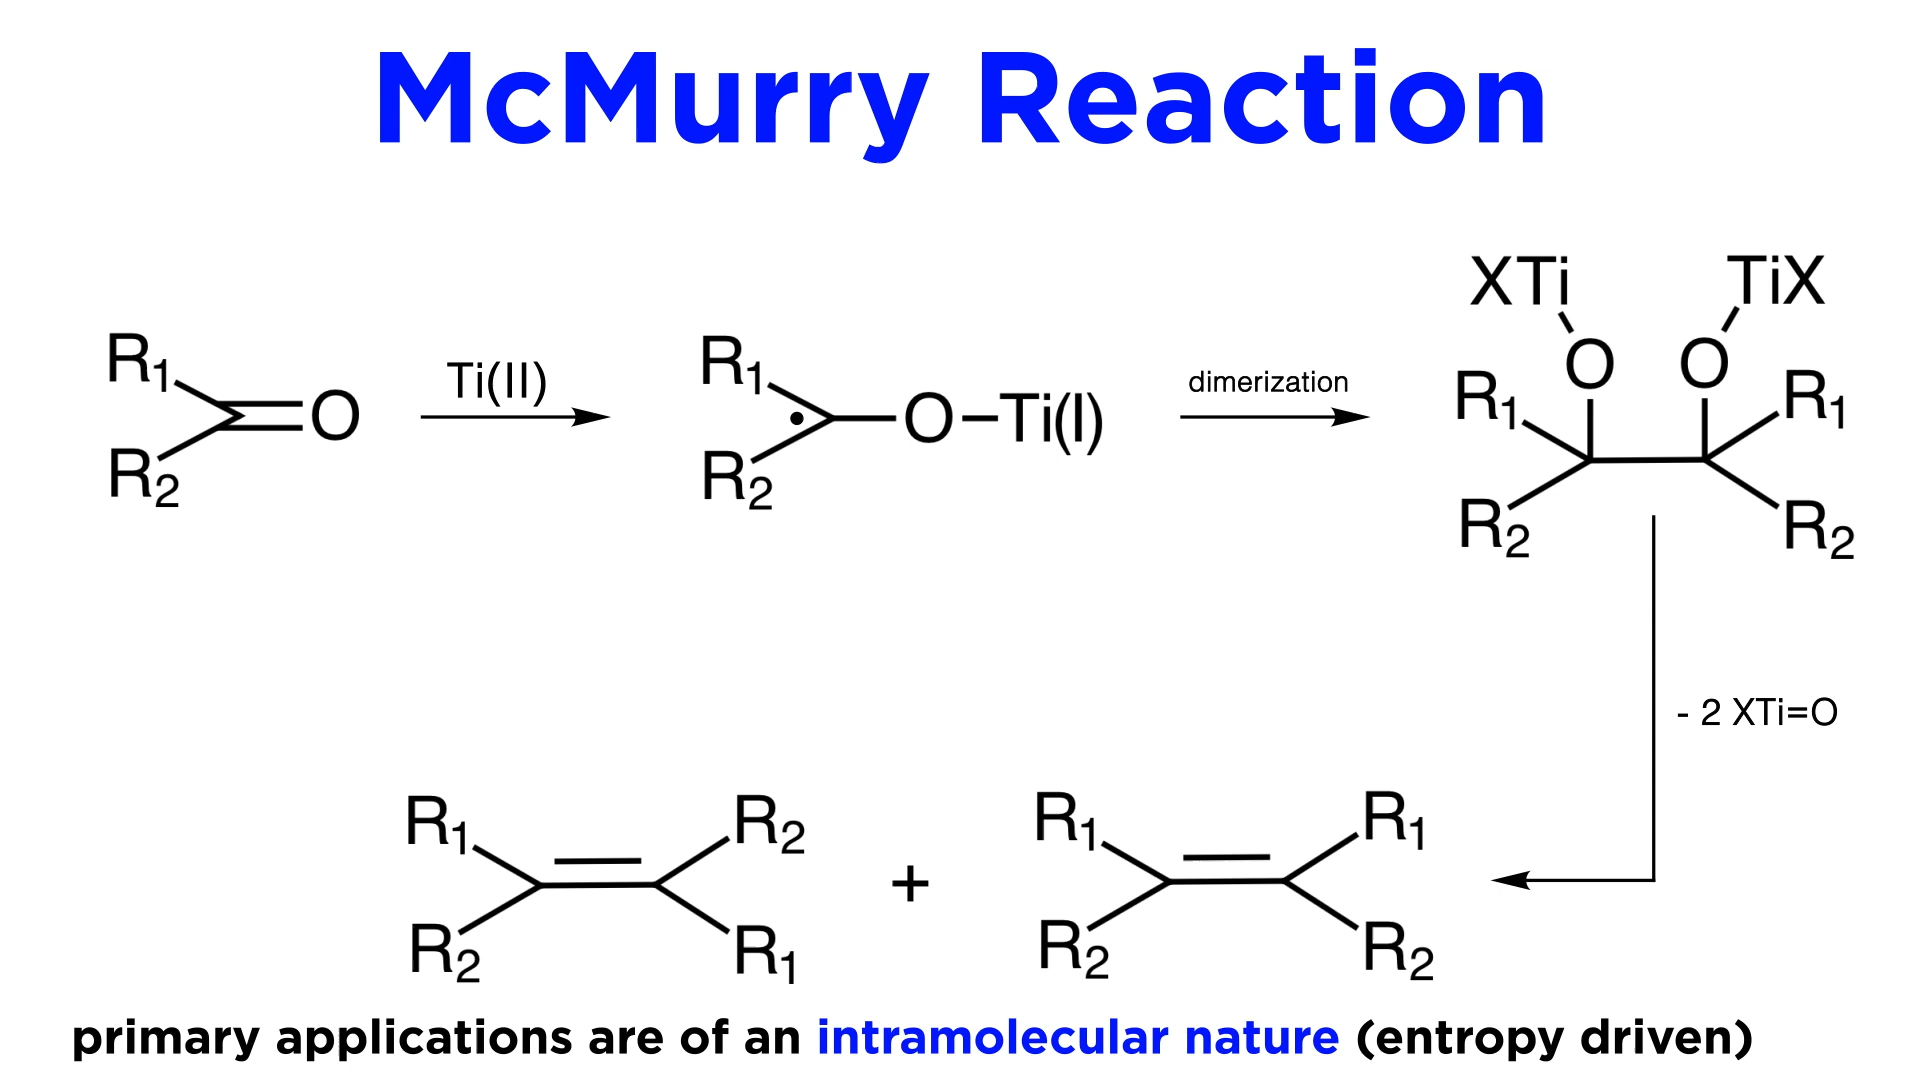 McMurry Reaction
R1
R2
O
Ti(II)
R1
R2
•
O
Ti(I)
dimerization
XTi
TiX
O
O
R1
R1
R2
R2
- 2 XTi=O
R1
R2
R2
R1
+
R1
R1
R2
R2
primary applications are of an intramolecular nature (entropy driven)